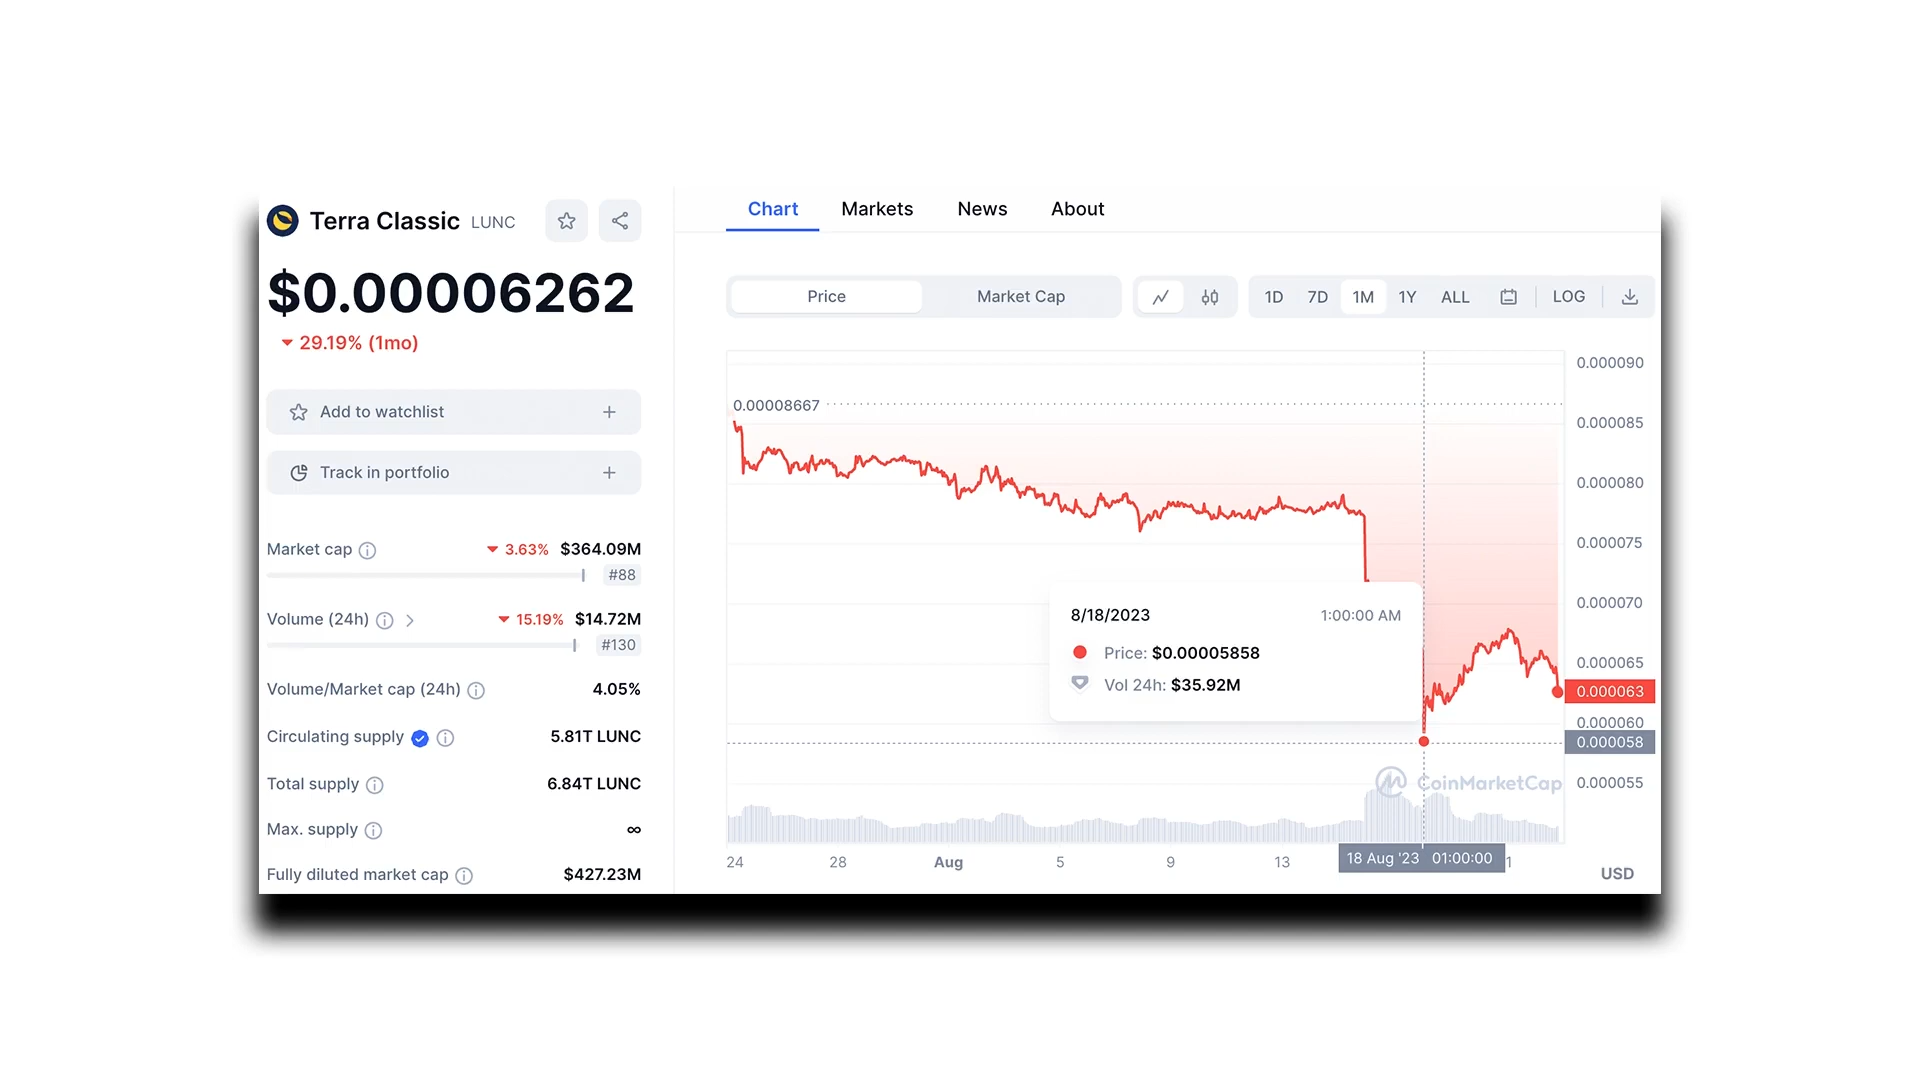 Terra Classic LUNC
$0.00006262
29.19% (1mo)
Add to watchlist
Track in portfolio
Market cap 3.63% $364.09M
#88
Volume (24h) 15.19% $14.72M
#130
Volume/Market cap (24h) 4.05%
Circulating supply 5.81T LUNC
Total supply 6.84T LUNC
Max. supply ∞
Fully diluted market cap $427.23M
Chart Markets News About
Price Market Cap 1D 7D 1M 1Y ALL LOG
0.000090
0.00008667
0.000085
0.000080
0.000075
0.000070
8/18/2023 1:00:00 AM
Price: $0.00005858
Vol 24h: $35.92M
0.000065
0.000063
0.000060
0.000058
CoinMarketCap
0.000055
24 28 Aug 5 9 13 18 Aug '23 01:00:00 1
USD